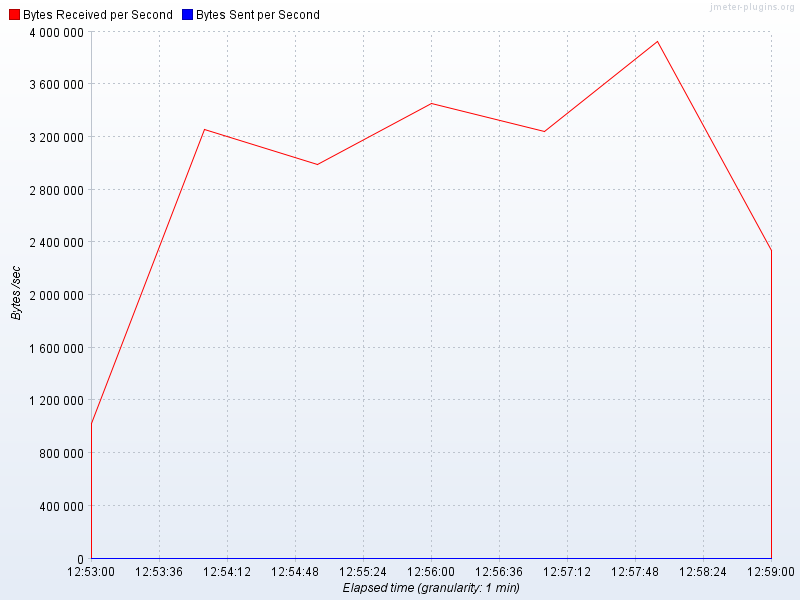 jmeter-plugins.org
Bytes Received per Second Bytes Sent per Second
4 000 000
3 600 000
3 200 000
2 800 000
2 400 000
2 000 000
1 600 000
1 200 000
800 000
400 000
0
Bytes /sec
12:53:00 12:53:36 12:54:12 12:54:48 12:55:24 12:56:00 12:56:36 12:57:12 12:57:48 12:58:24 12:59:00
Elapsed time (granularity: 1 min)